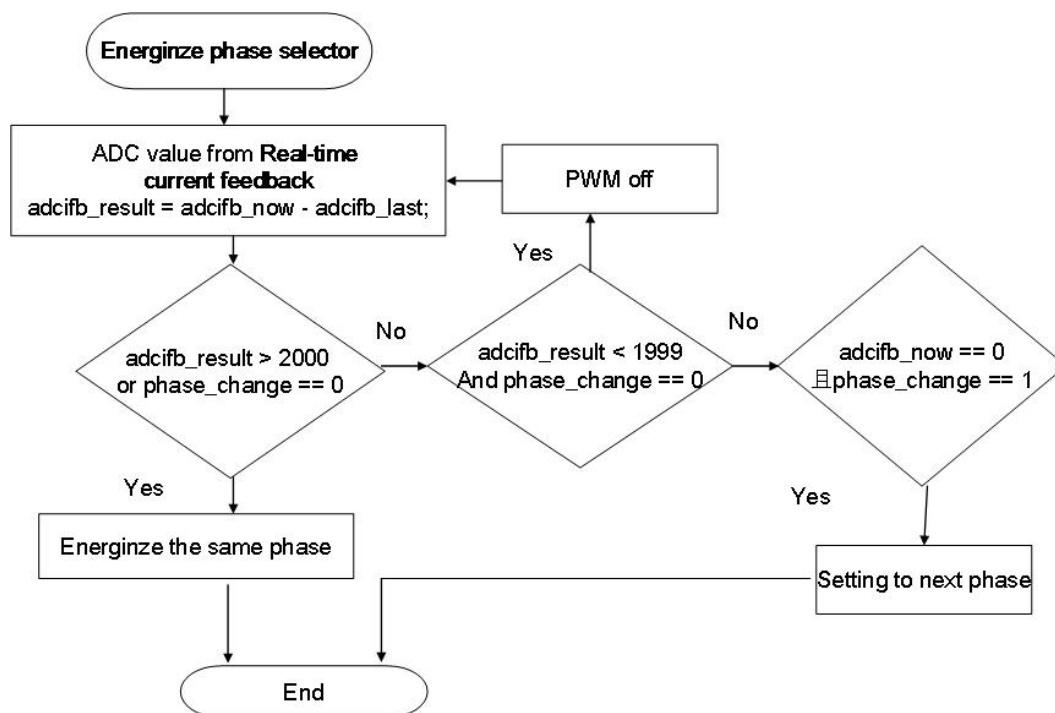 Energinze phase selector
ADC value from Real-time
current feedback
adcifb_result = adcifb_now - adcifb_last;
PWM off
Yes
adcifb_result > 2000
or phase_change == 0
No
adcifb_result < 1999
And phase_change == 0
No
adcifb_now == 0
且phase_change == 1
Yes
Energinze the same phase
Yes
Setting to next phase
End